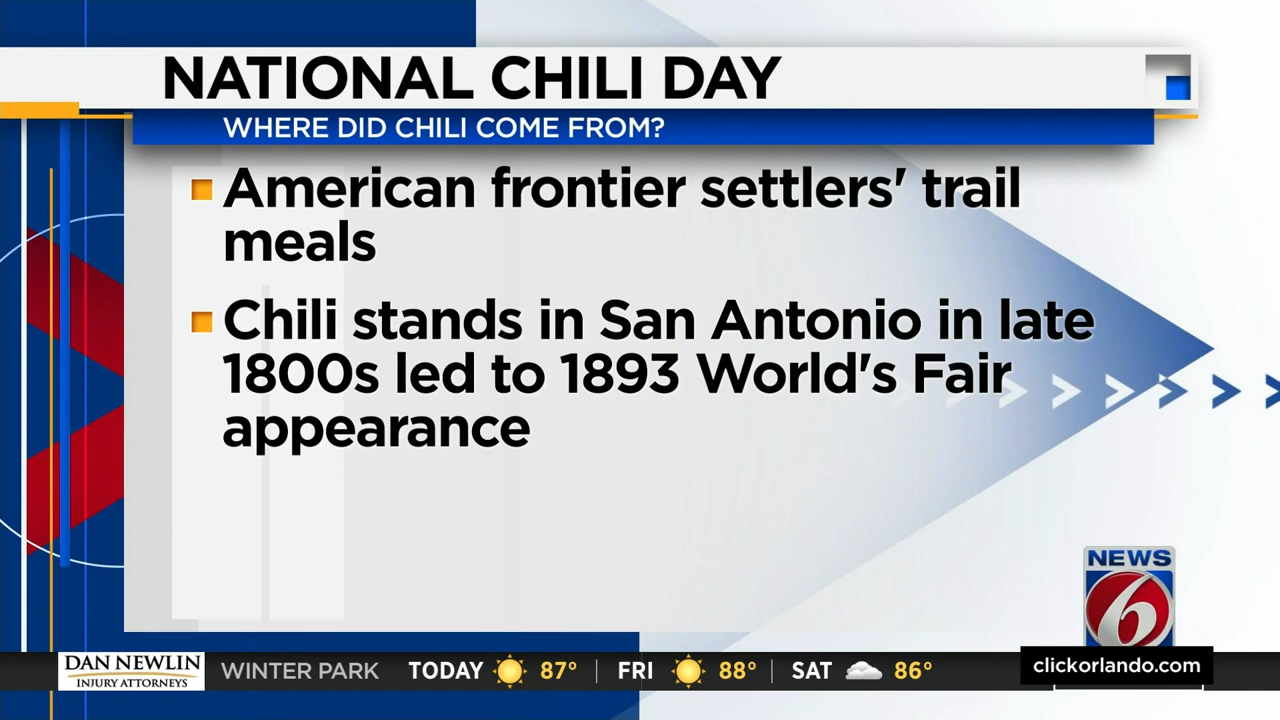 NATIONAL CHILI DAY
WHERE DID CHILI COME FROM?
American frontier settlers' trail
meals
Chili stands in San Antonio in late
1800s led to 1893 World's Fair
appearance
NEWS
6
DAN NEWLIN
INJURY ATTORNEYS
WINTER PARK TODAY 87° FRI 88° SAT 86°
clickorlando.com